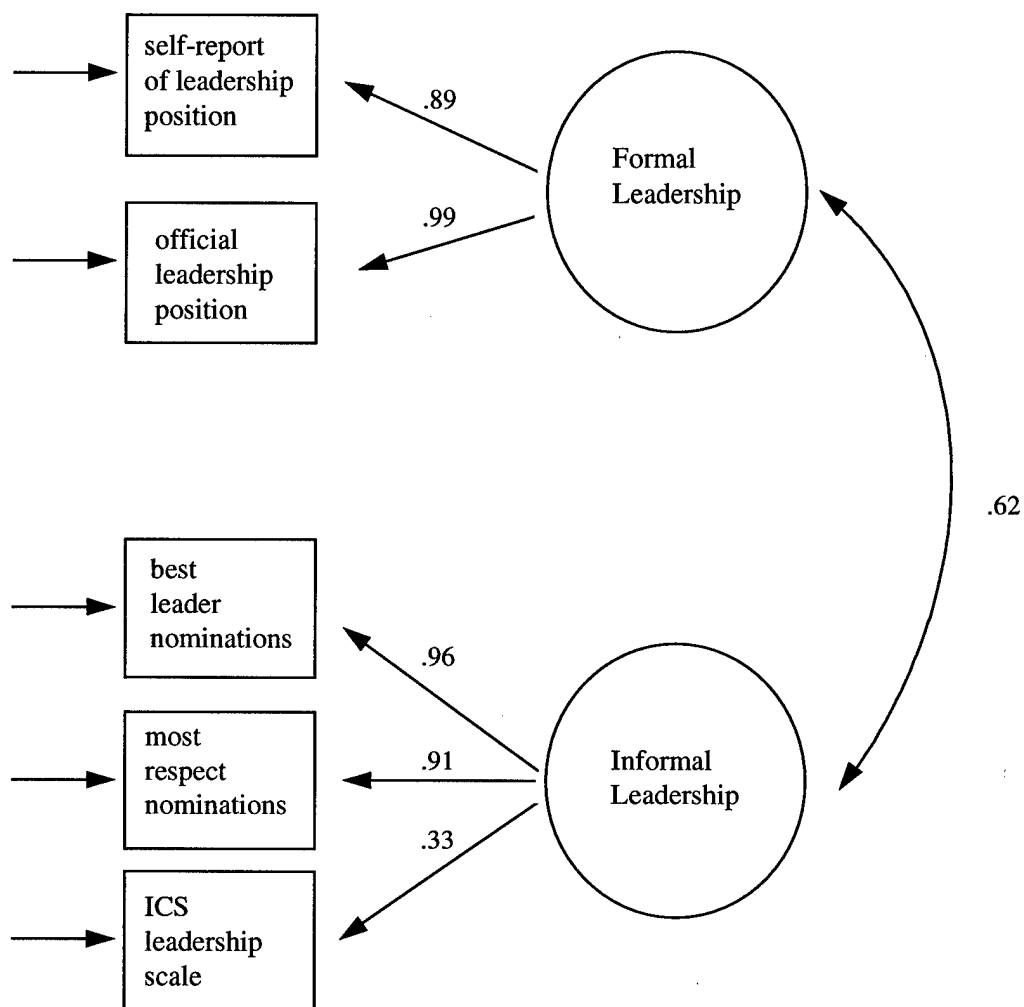 self-report
of leadership
position
.89
Formal
Leadership
official
leadership
position
.99
.62
best
leader
nominations
.96
most
respect
nominations
.91
Informal
Leadership
.33
ICS
leadership
scale